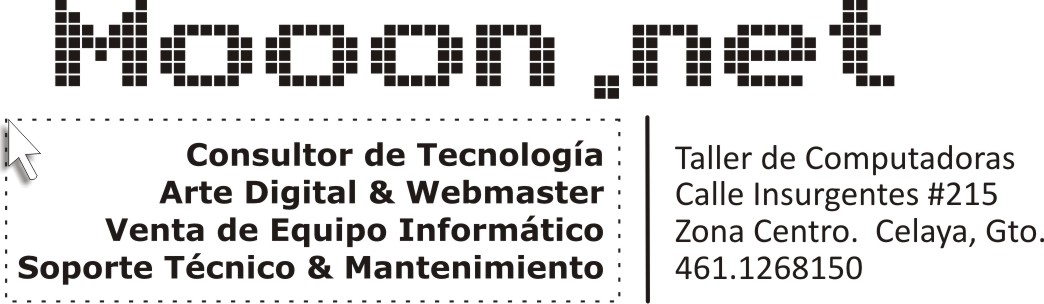 Mooon.net
Consultor de Tecnología
Arte Digital & Webmaster
Venta de Equipo Informático
Soporte Técnico & Mantenimiento
Taller de Computadoras
Calle Insurgentes #215
Zona Centro.  Celaya, Gto.
461.1268150